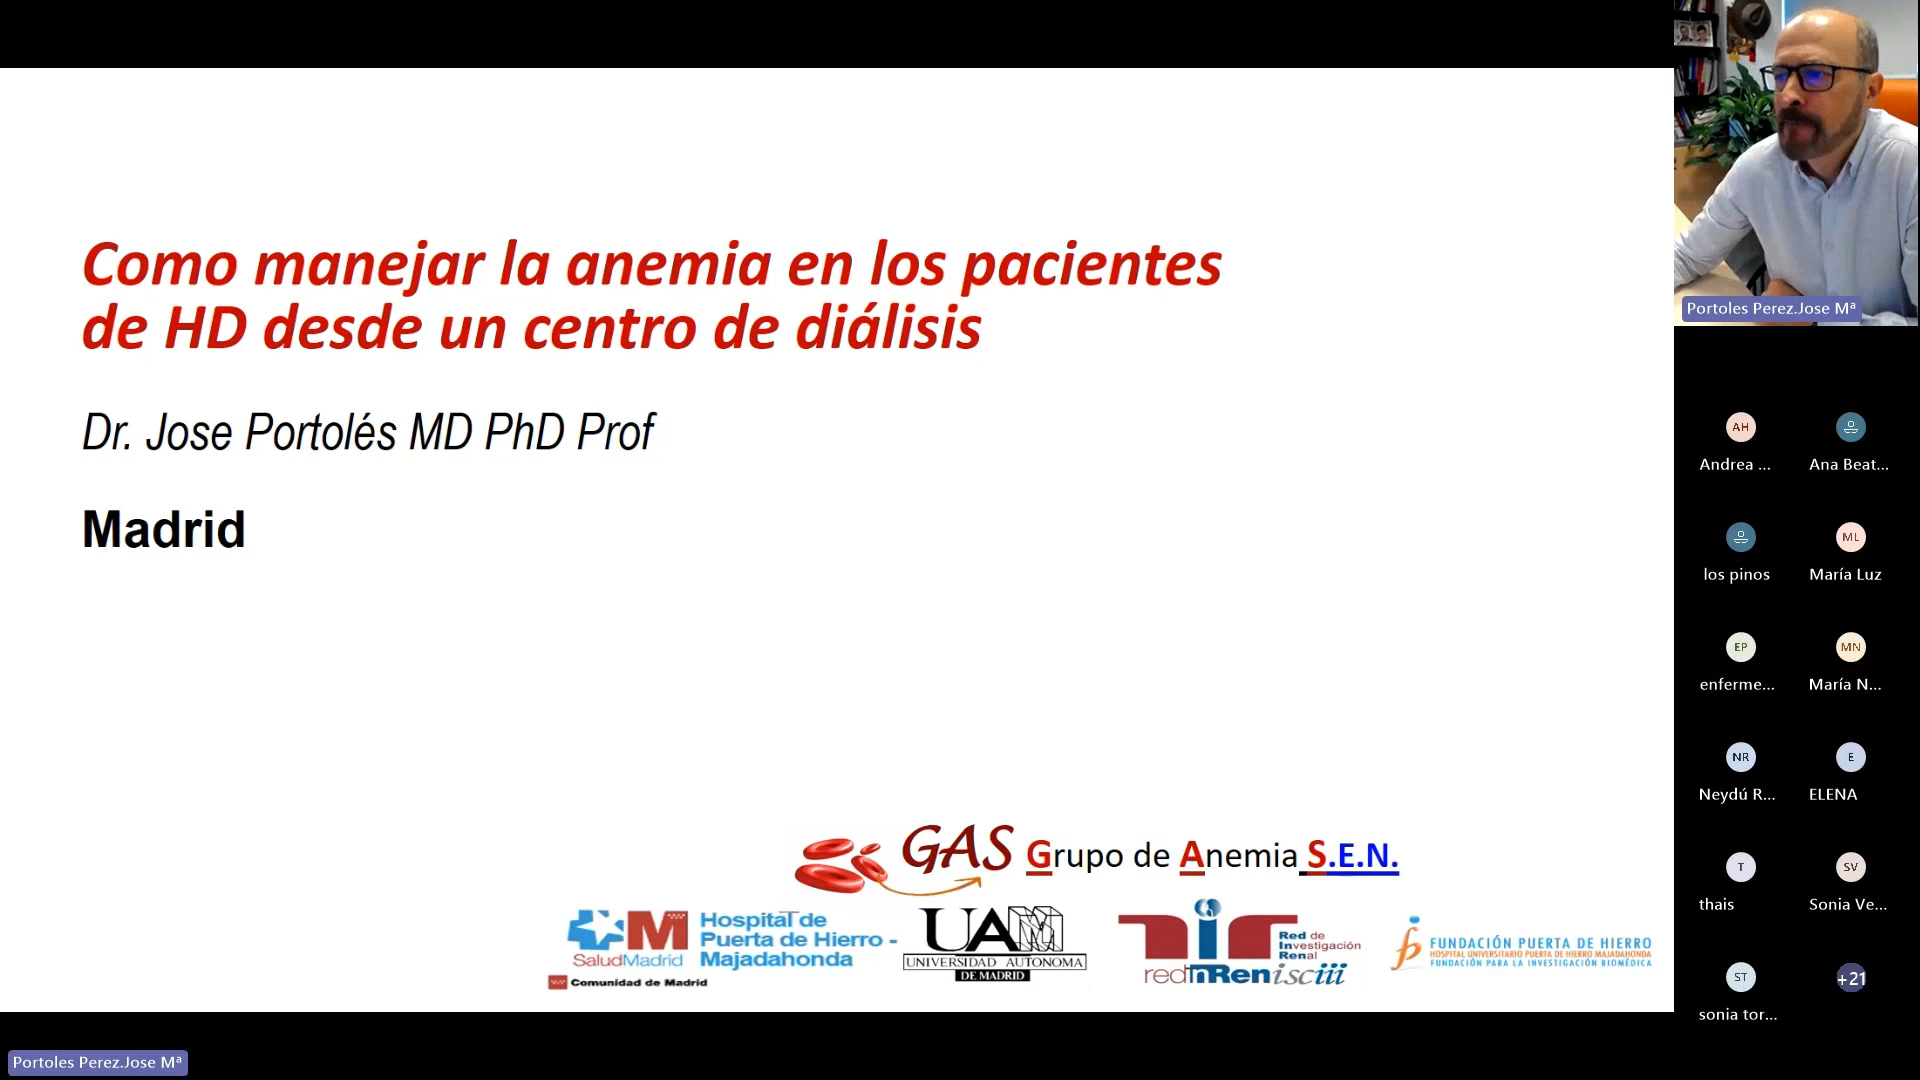 Como manejar la anemia en los pacientes
de HD desde un centro de diálisis
Dr. Jose Portolés MD PhD Prof
Madrid
GAS Grupo de Anemia S.E.N.
SaludMadrid
Hospital de
Puerta de Hierro -
Majadahonda
Comunidad de Madrid
UAM
UNIVERSIDAD AUTONOMA
DE MADRID
Red de
Investigación
Renal
redinRenisciii
FUNDACIÓN PUERTA DE HIERRO
HOSPITAL UNIVERSITARIO PUERTA DE HIERRO MAJADAHONDA
FUNDACIÓN PARA LA INVESTIGACIÓN BIOMÉDICA
Portoles Perez.Jose Mª
AH
Andrea ...
Ana Beat...
los pinos
ML
María Luz
EP
enferme...
MN
María N...
NR
Neydú R...
E
ELENA
T
thais
SV
Sonia Ve...
ST
sonia tor...
+21
Portoles Perez.Jose Mª